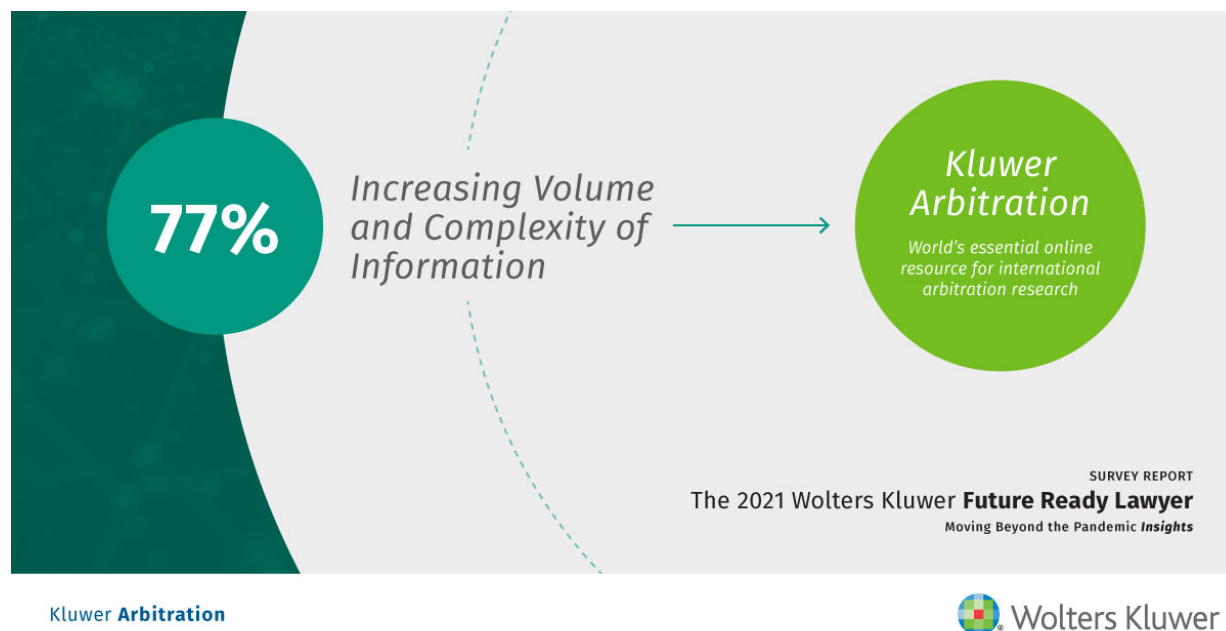 77%
Increasing Volume
and Complexity of
Information
Kluwer
Arbitration
World's essential online
resource for international
arbitration research
SURVEY REPORT
The 2021 Wolters Kluwer Future Ready Lawyer
Moving Beyond the Pandemic Insights
Kluwer Arbitration
Wolters Kluwer